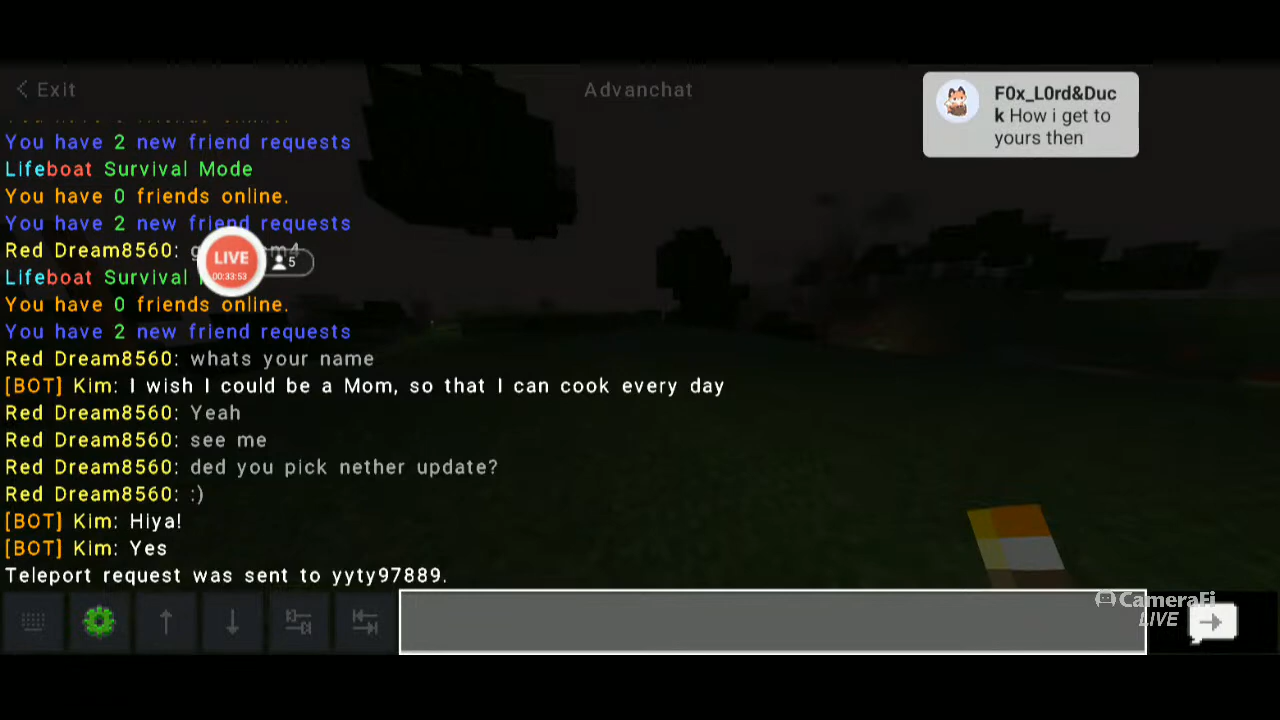 Exit
Advanchat
F0x_L0rd&Duc
k How i get to
yours then
You have 2 new friend requests
Lifeboat Survival Mode
You have 0 friends online.
You have 2 new friend requests
Red Dream8560:
LIVE
00:33:53
5
Lifeboat Survival
You have 0 friends online.
You have 2 new friend requests
Red Dream8560: whats your name
[BOT] Kim: I wish I could be a Mom, so that I can cook every day
Red Dream8560: Yeah
Red Dream8560: see me
Red Dream8560: ded you pick nether update?
Red Dream8560: :)
[BOT] Kim: Hiya!
[BOT] Kim: Yes
Teleport request was sent to yyty97889.
CameraFi
LIVE